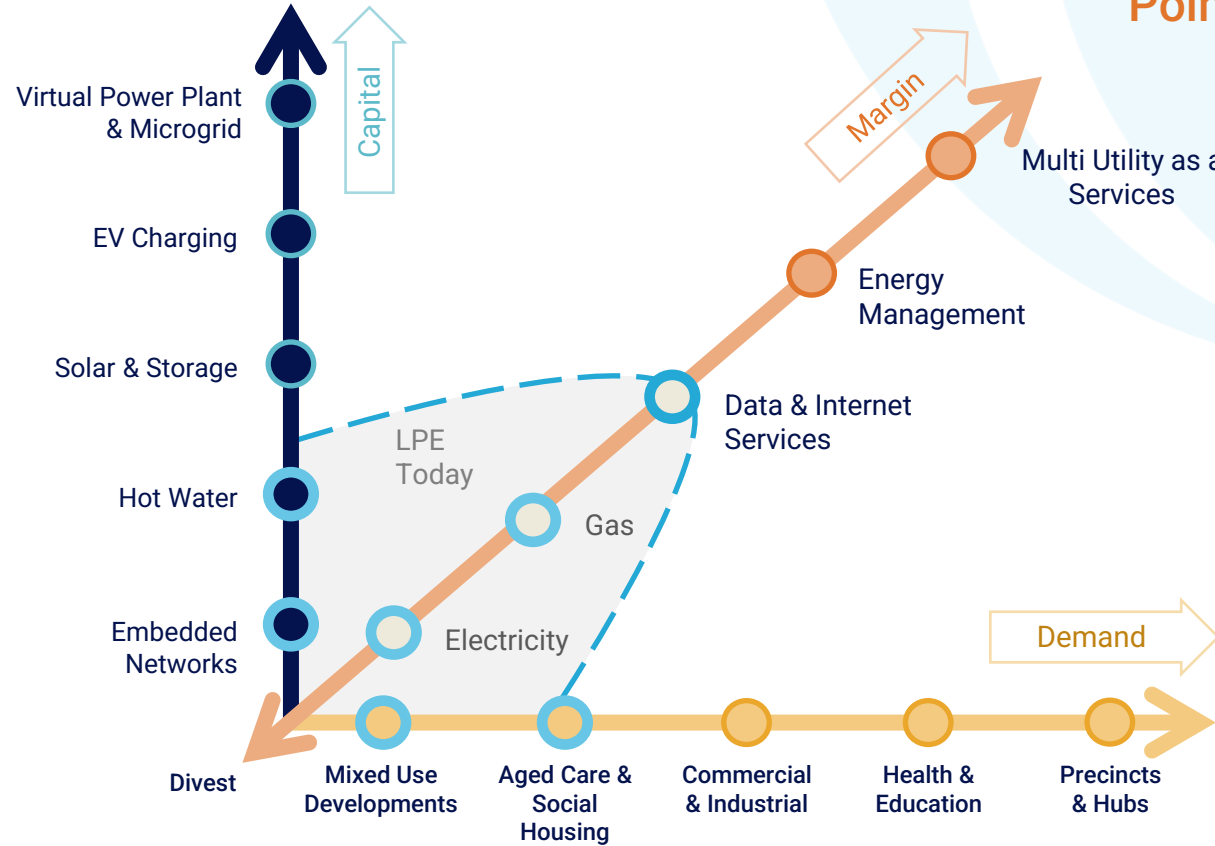 Poin
Capital
Margin
Virtual Power Plant
& Microgrid
Multi Utility as a
Services
EV Charging
Energy
Management
Solar & Storage
Data & Internet
Services
LPE
Today
Hot Water
Gas
Embedded
Networks
Electricity
Demand
Divest
Mixed Use
Developments
Aged Care &
Social
Housing
Commercial
& Industrial
Health &
Education
Precincts
& Hubs